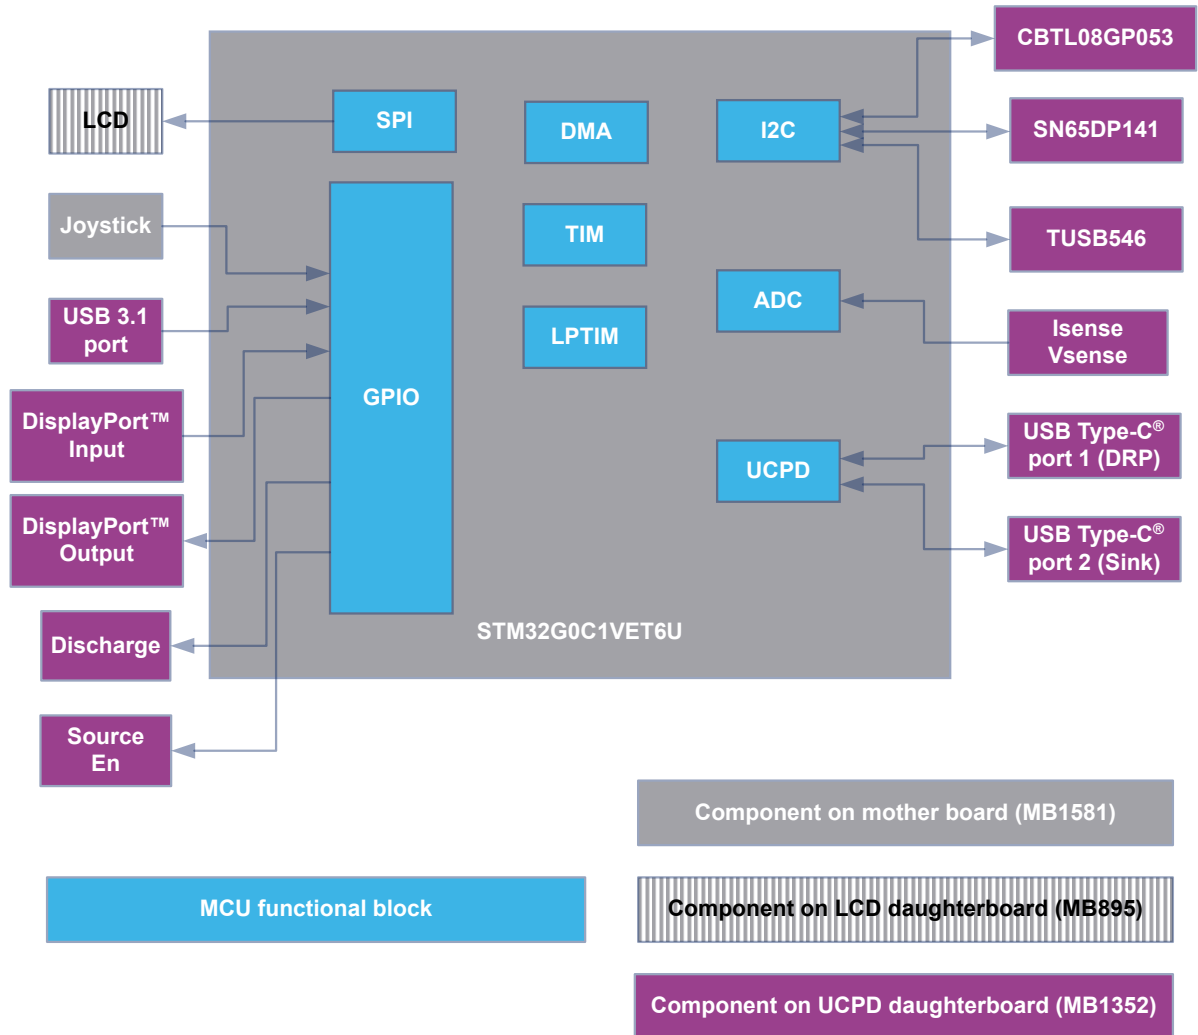 CBTL08GP053
LCD
SPI
DMA
I2C
SN65DP141
Joystick
TIM
TUSB546
USB 3.1
port
LPTIM
ADC
Isense
Vsense
GPIO
DisplayPort™
Input
UCPD
USB Type-C®
port 1 (DRP)
DisplayPort™
Output
USB Type-C®
port 2 (Sink)
Discharge
STM32G0C1VET6U
Source
En
Component on mother board (MB1581)
MCU functional block
Component on LCD daughterboard (MB895)
Component on UCPD daughterboard (MB1352)